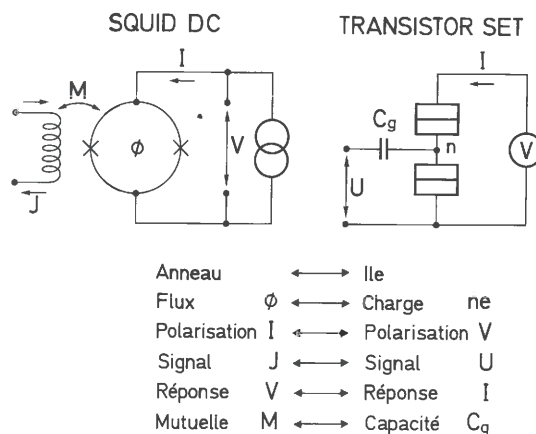 SQUID DC TRANSISTOR SET
I I
M
ϕ V Cg n V
J U
Anneau ⟷ Ile
Flux ϕ ⟷ Charge ne
Polarisation I ⟷ Polarisation V
Signal J ⟷ Signal U
Réponse V ⟷ Réponse I
Mutuelle M ⟷ Capacité Cg